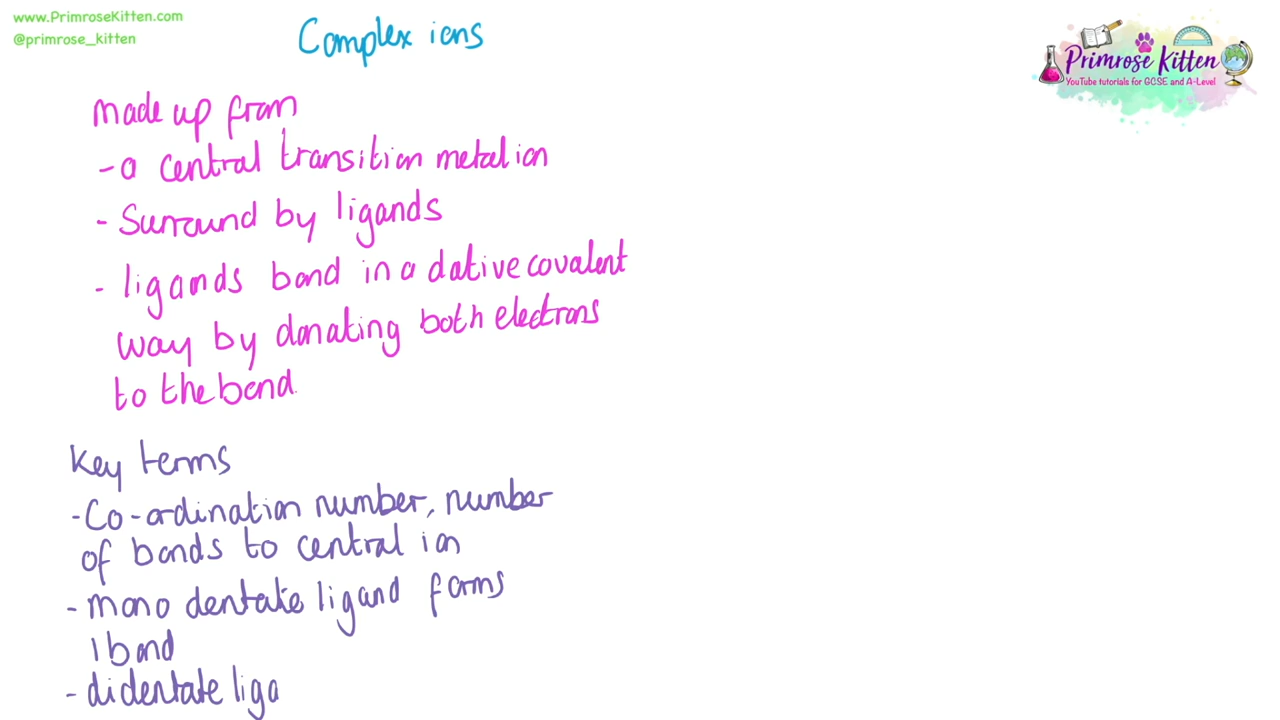 www.PrimroseKitten.com
@primrose_kitten
Complex ions
Primrose Kitten
YouTube tutorials for GCSE and A-Level
made up from
- a central transition metal ion
- Surround by ligands
- ligands bond in a dative covalent
way by donating both electrons
to the bond
Key terms
- Co-ordination number, number
of bonds to central ion
- mono dentate ligand forms
1 bond
- didentate liga